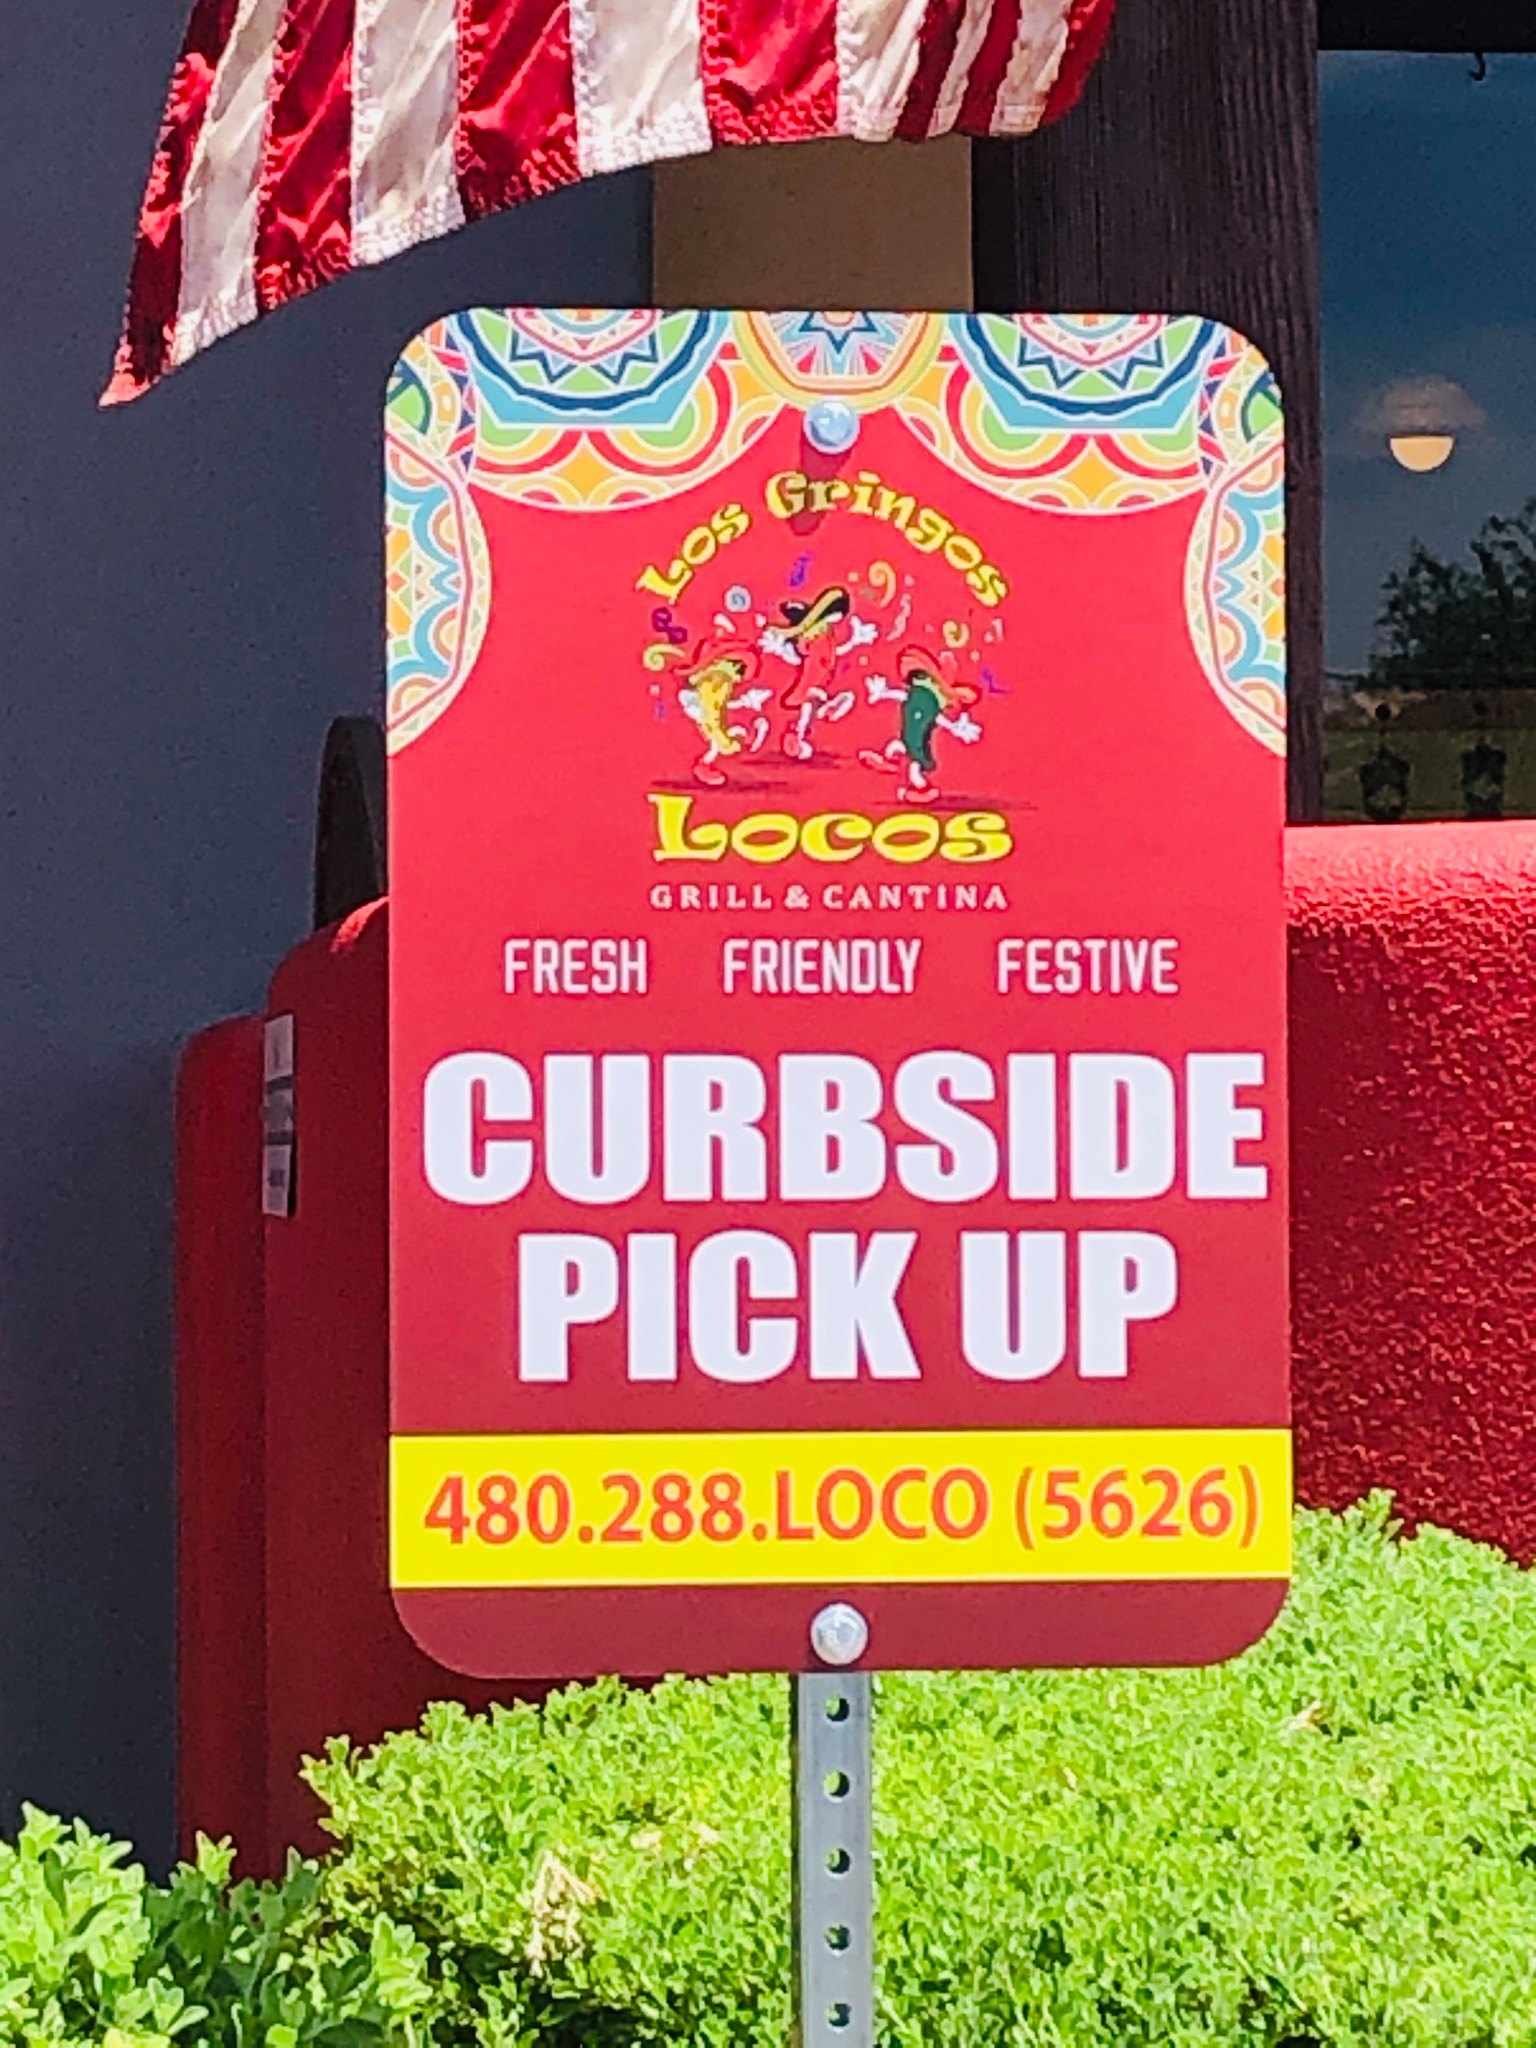 Los Gringos
Locos
GRILL & CANTINA
FRESH FRIENDLY FESTIVE
CURBSIDE
PICK UP
480.288.LOCO (5626)